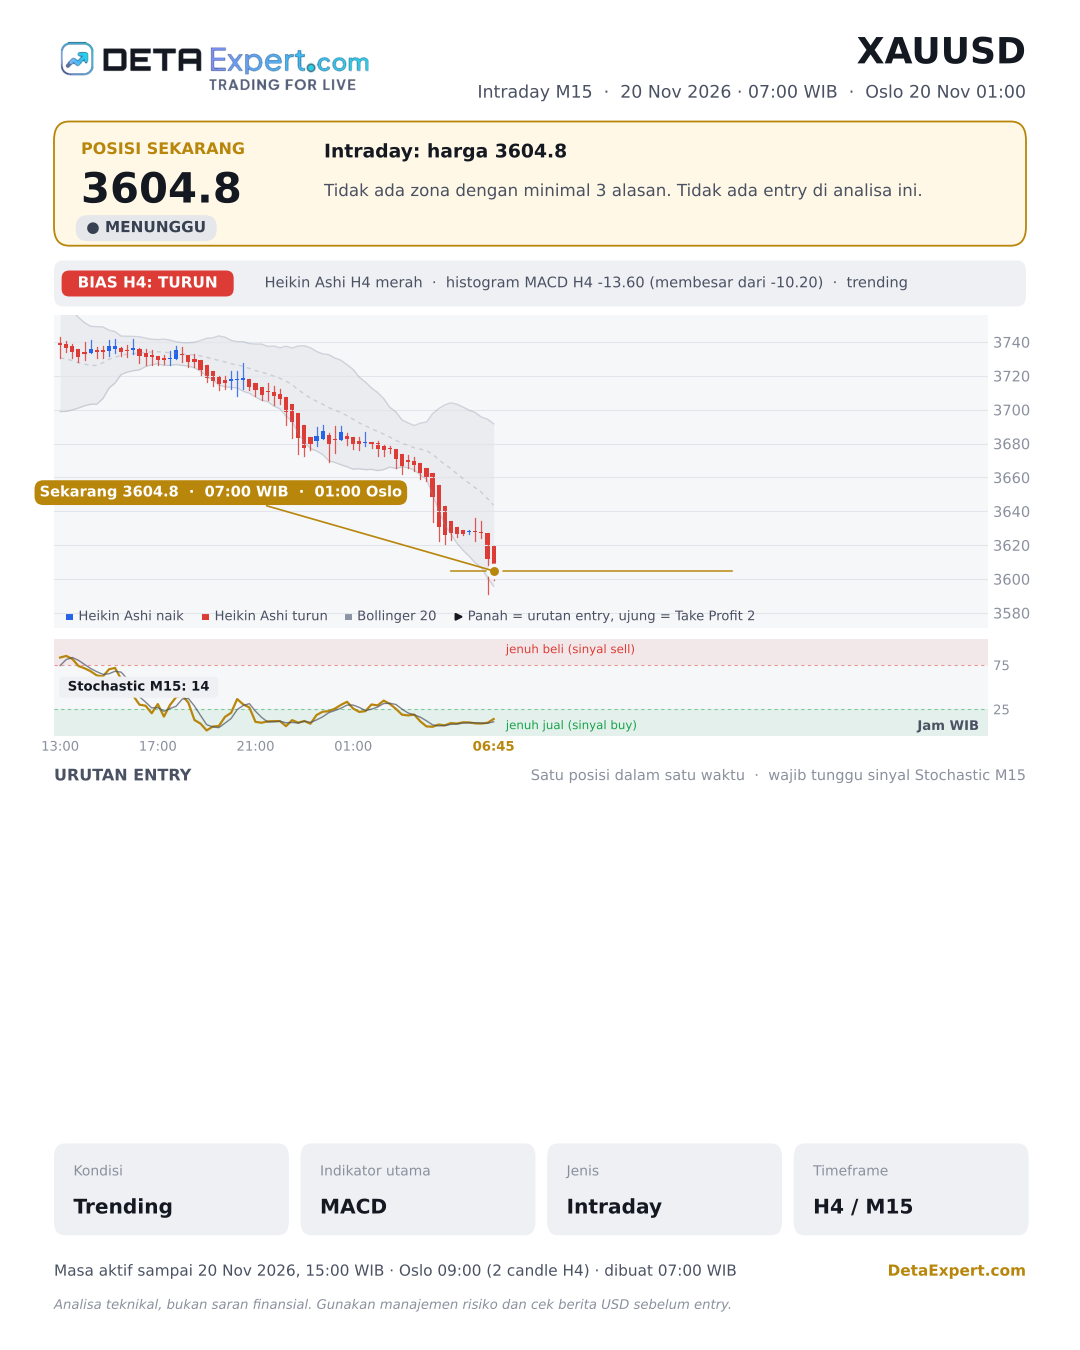 DETA Expert.com
TRADING FOR LIVE
XAUUSD
Intraday M15 · 20 Nov 2026 · 07:00 WIB · Oslo 20 Nov 01:00
POSISI SEKARANG
3604.8
● MENUNGGU
Intraday: harga 3604.8
Tidak ada zona dengan minimal 3 alasan. Tidak ada entry di analisa ini.
BIAS H4: TURUN
Heikin Ashi H4 merah · histogram MACD H4 -13.60 (membesar dari -10.20) · trending
3740
3720
3700
3680
3660
3640
3620
3600
3580
Sekarang 3604.8 · 07:00 WIB · 01:00 Oslo
Heikin Ashi naik
Heikin Ashi turun
Bollinger 20
Panah = urutan entry, ujung = Take Profit 2
jenuh beli (sinyal sell)
75
Stochastic M15: 14
25
jenuh jual (sinyal buy)
Jam WIB
13:00 17:00 21:00 01:00 06:45
URUTAN ENTRY
Satu posisi dalam satu waktu · wajib tunggu sinyal Stochastic M15
Kondisi
Trending
Indikator utama
MACD
Jenis
Intraday
Timeframe
H4 / M15
Masa aktif sampai 20 Nov 2026, 15:00 WIB · Oslo 09:00 (2 candle H4) · dibuat 07:00 WIB
DetaExpert.com
Analisa teknikal, bukan saran finansial. Gunakan manajemen risiko dan cek berita USD sebelum entry.